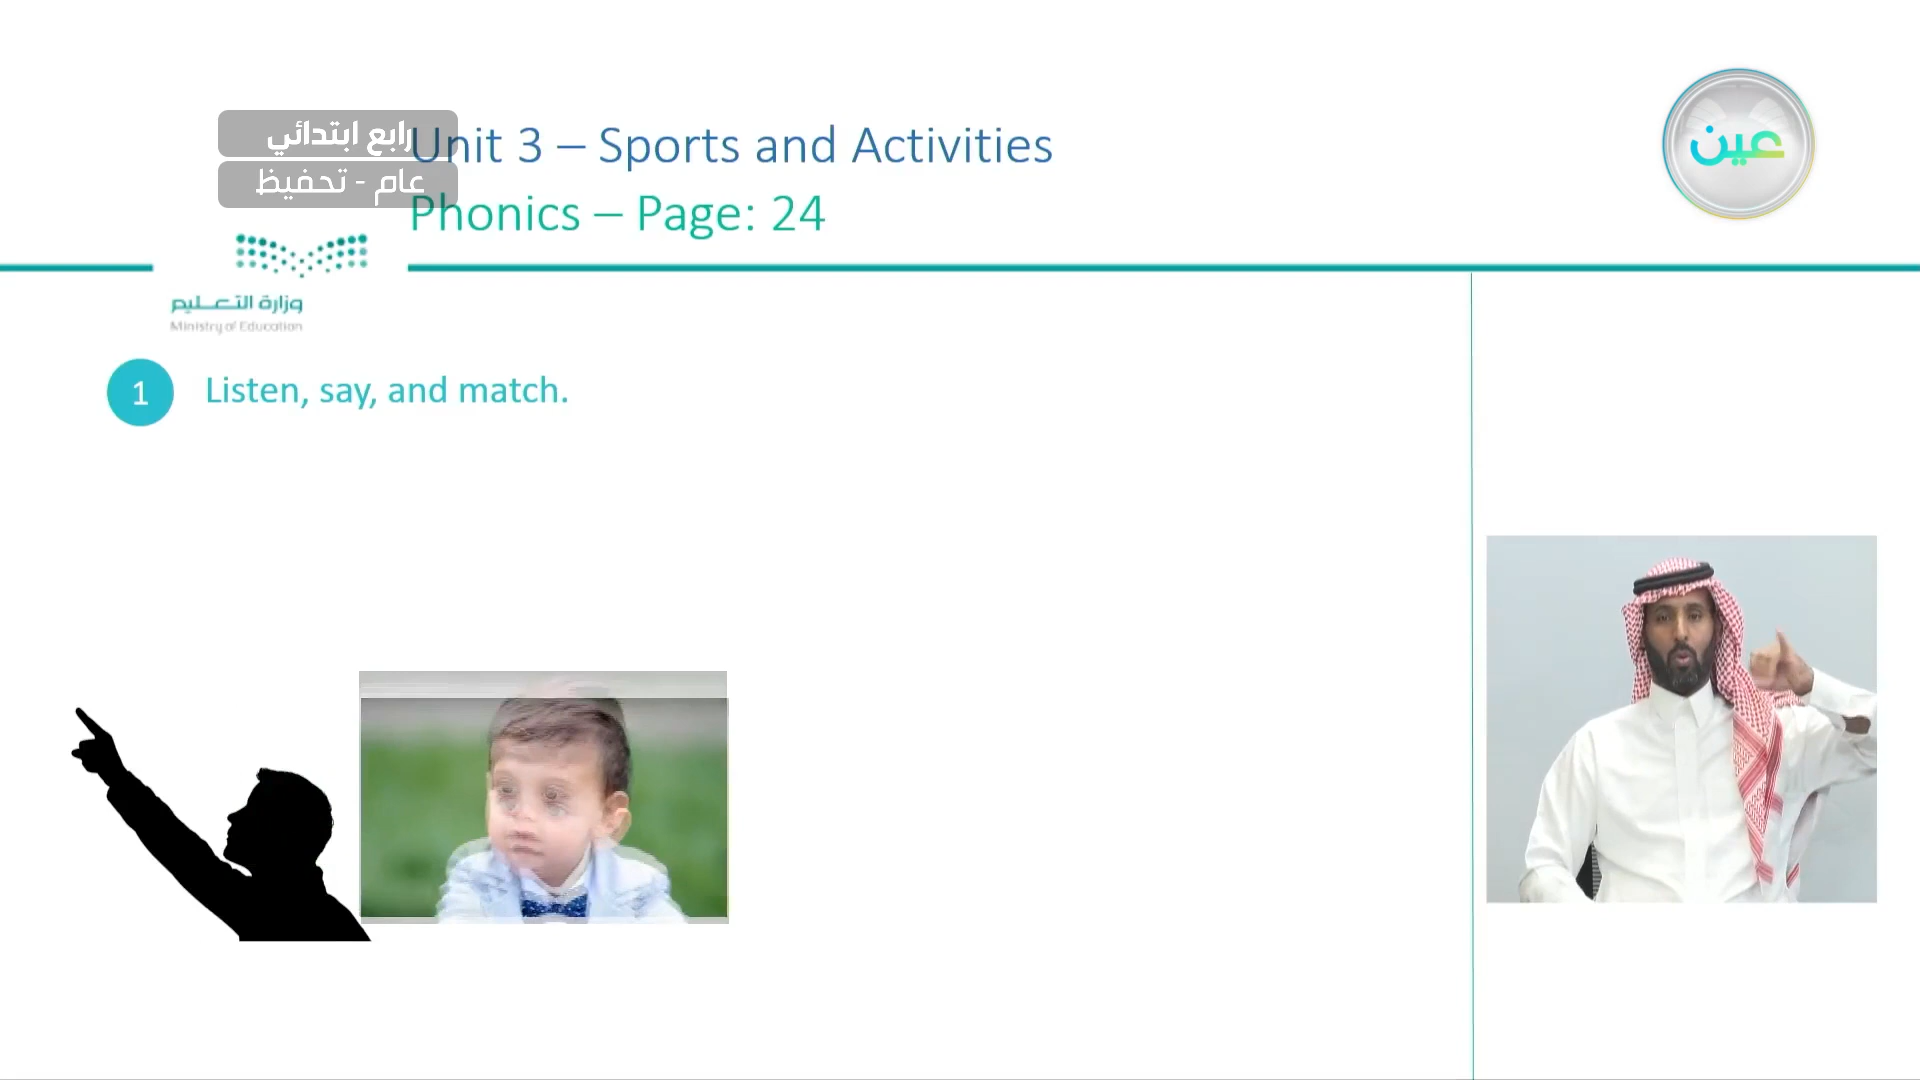 رابع ابتدائي
عام - تحفيظ
Unit 3 – Sports and Activities
Phonics – Page: 24
عين
وزارة التعليم
Ministry of Education
1 Listen, say, and match.